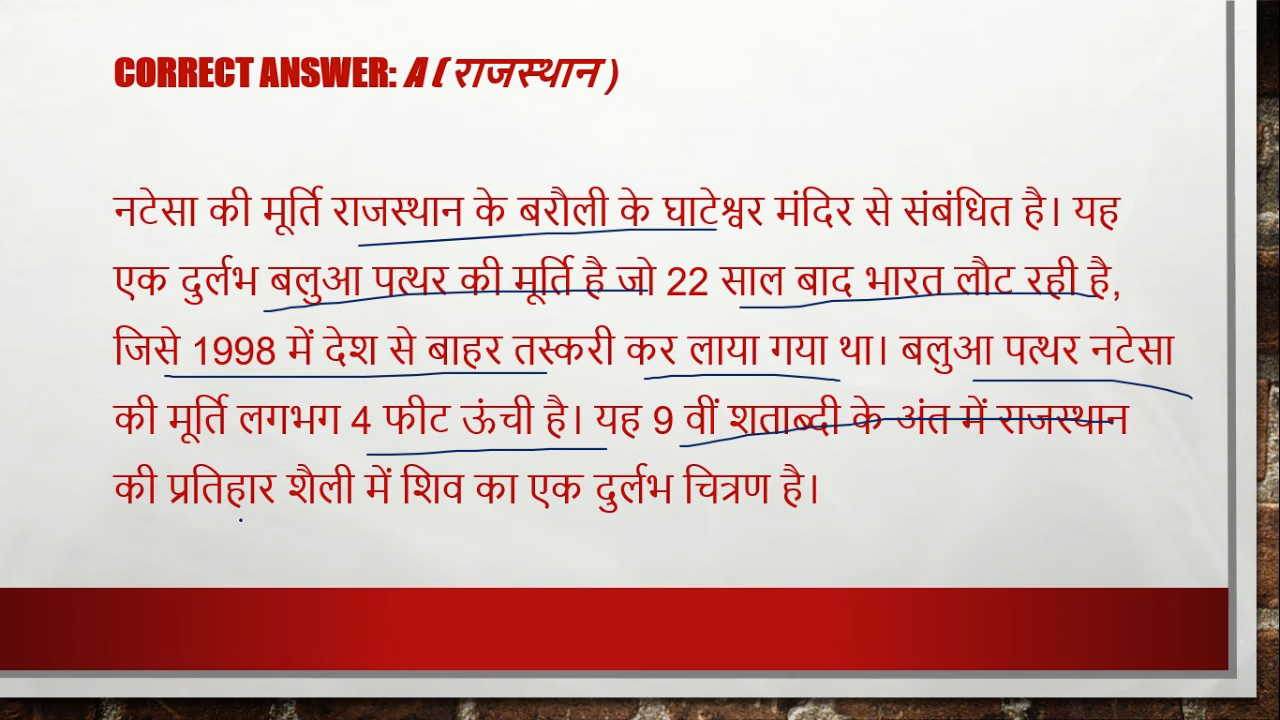 CORRECT ANSWER: A ( राजस्थान )
नटेसा की मूर्ति राजस्थान के बरौली के घाटेश्वर मंदिर से संबंधित है। यह
एक दुर्लभ बलुआ पत्थर की मूर्ति है जो 22 साल बाद भारत लौट रही है,
जिसे 1998 में देश से बाहर तस्करी कर लाया गया था। बलुआ पत्थर नटेसा
की मूर्ति लगभग 4 फीट ऊंची है। यह 9 वीं शताब्दी के अंत में राजस्थान
की प्रतिहार शैली में शिव का एक दुर्लभ चित्रण है।